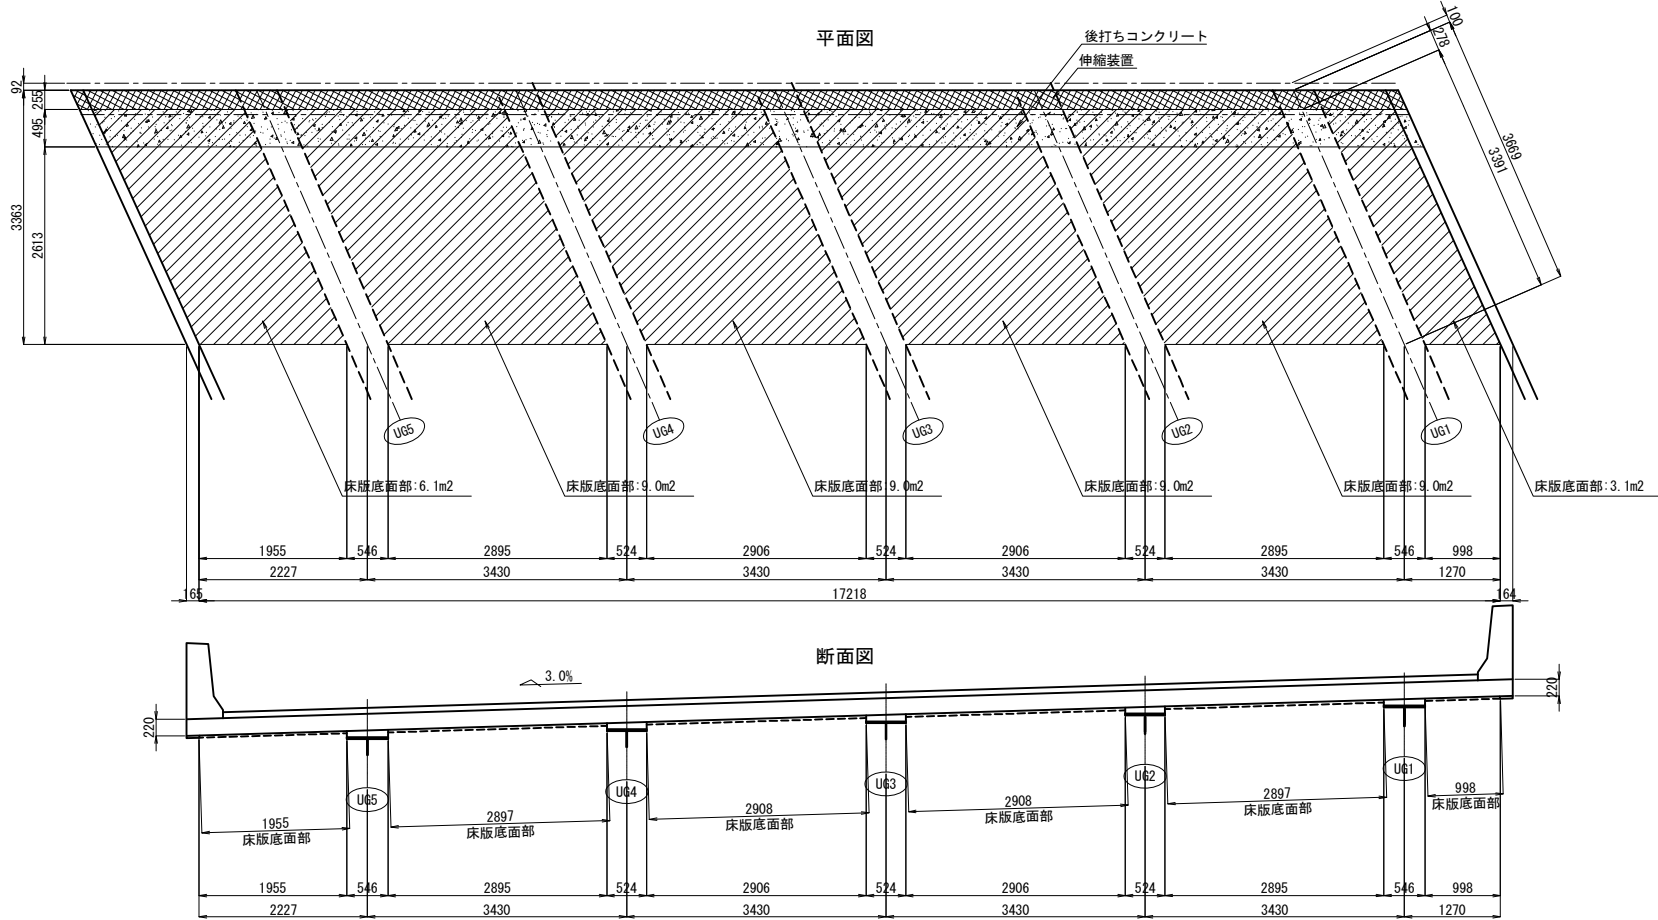 平面図
後打ちコンクリート
伸縮装置
100
278
3669
3391
92
255
495
3363
2613
UG5
UG4
UG3
UG2
UG1
床版底面部:6.1m2
床版底面部:9.0m2
床版底面部:9.0m2
床版底面部:9.0m2
床版底面部:9.0m2
床版底面部:3.1m2
1955 546 2895 524 2906 524 2906 524 2895 546 998
2227 3430 3430 3430 3430 1270
165 17218 164
断面図
3.0%
220
220
UG5
UG4
UG3
UG2
UG1
1955
床版底面部
2897
床版底面部
2908
床版底面部
2908
床版底面部
2897
床版底面部
998
床版底面部
1955 546 2895 524 2906 524 2906 524 2895 546 998
2227 3430 3430 3430 3430 1270